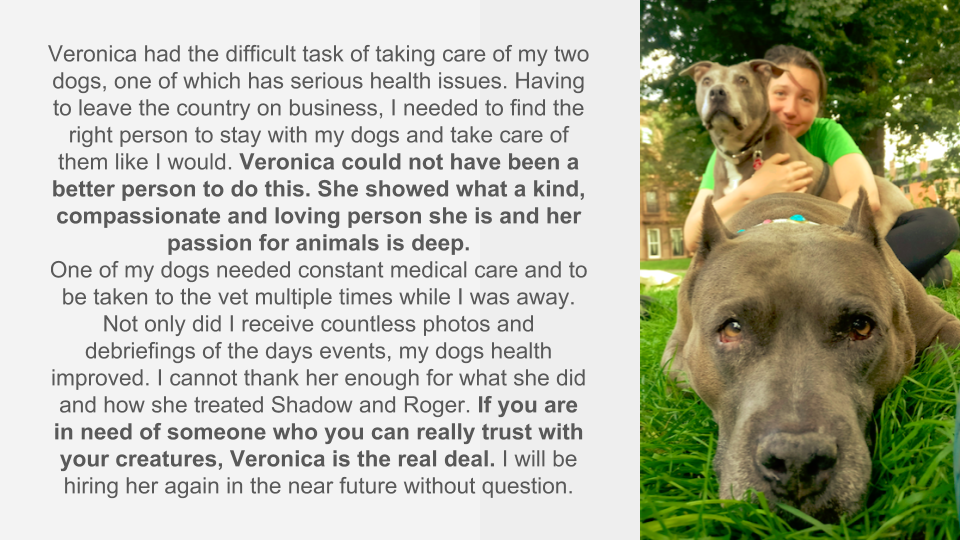 Veronica had the difficult task of taking care of my two
dogs, one of which has serious health issues. Having
to leave the country on business, I needed to find the
right person to stay with my dogs and take care of
them like I would. Veronica could not have been a
better person to do this. She showed what a kind,
compassionate and loving person she is and her
passion for animals is deep.
One of my dogs needed constant medical care and to
be taken to the vet multiple times while I was away.
Not only did I receive countless photos and
debriefings of the days events, my dogs health
improved. I cannot thank her enough for what she did
and how she treated Shadow and Roger. If you are
in need of someone who you can really trust with
your creatures, Veronica is the real deal. I will be
hiring her again in the near future without question.